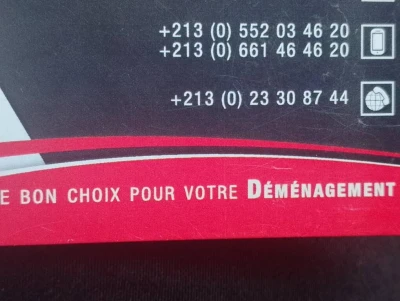 +213 (0) 552 03 46 20
+213 (0) 661 46 46 20
+213 (0) 23 30 87 44
E BON CHOIX POUR VOTRE DÉMÉNAGEMENT